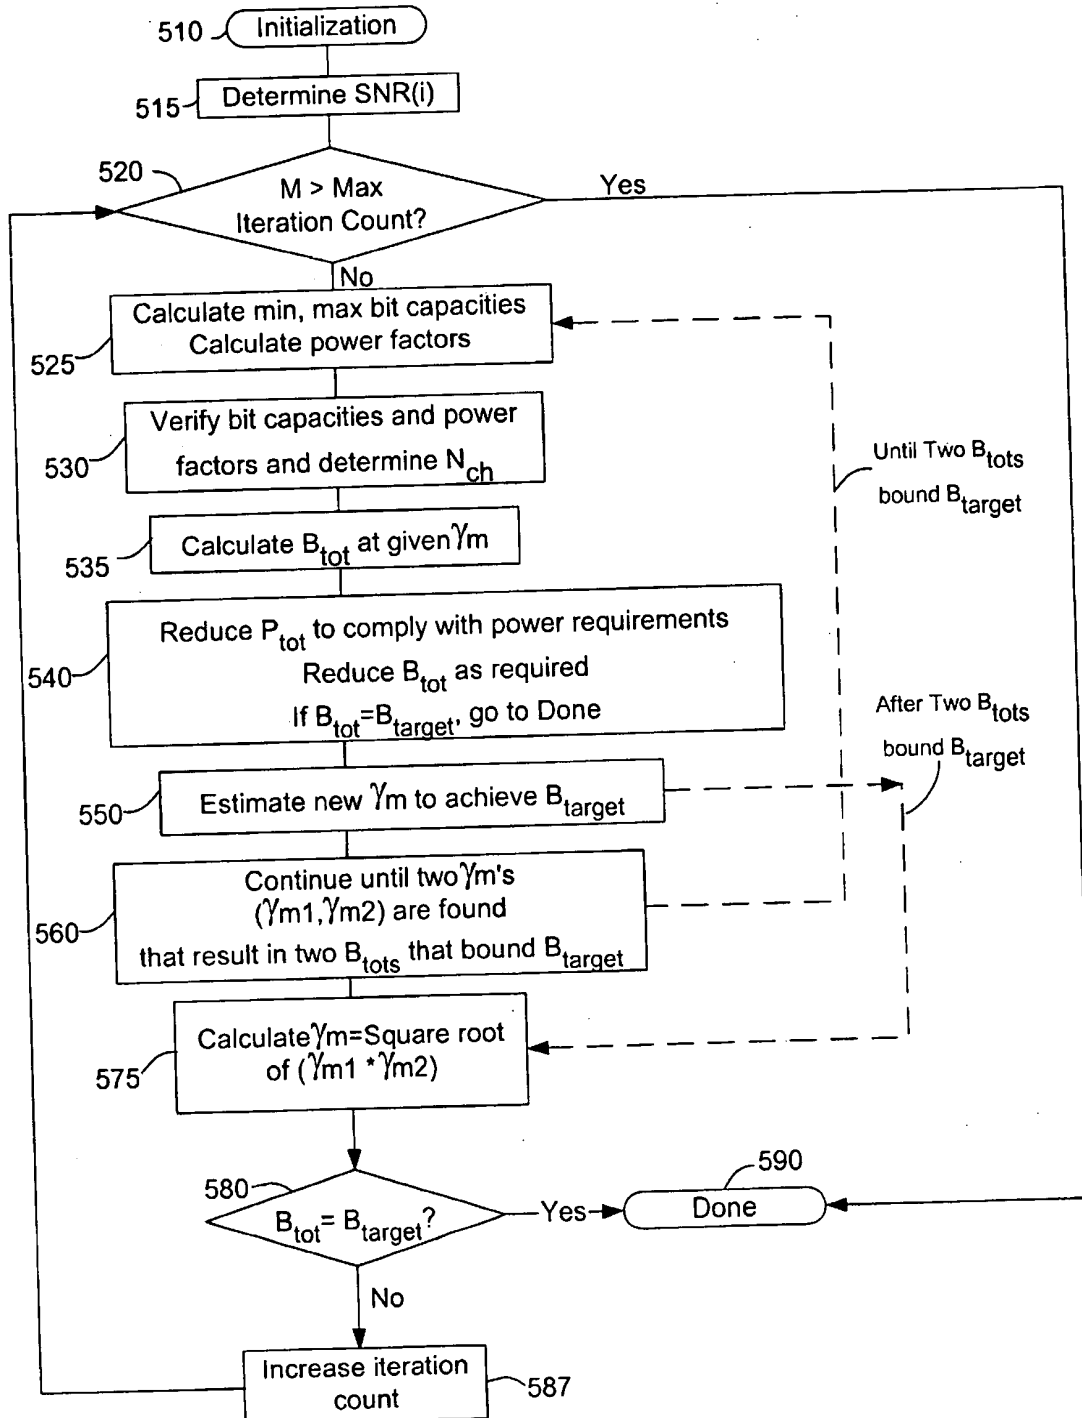 510
Initialization
515
Determine SNR(i)
520
M > Max
Iteration Count?
Yes
No
Calculate min, max bit capacities
Calculate power factors
525
Verify bit capacities and power
factors and determine N_ch
530
Until Two B_tots
bound B_target
Calculate B_tot at given γm
535
Reduce P_tot to comply with power requirements
Reduce B_tot as required
If B_tot=B_target, go to Done
540
After Two B_tots
bound B_target
Estimate new γm to achieve B_target
550
Continue until two γm's
(γm1,γm2) are found
that result in two B_tots that bound B_target
560
Calculate γm=Square root
of (γm1 *γm2)
575
580
B_tot= B_target?
Yes
590
Done
No
Increase iteration
count
587